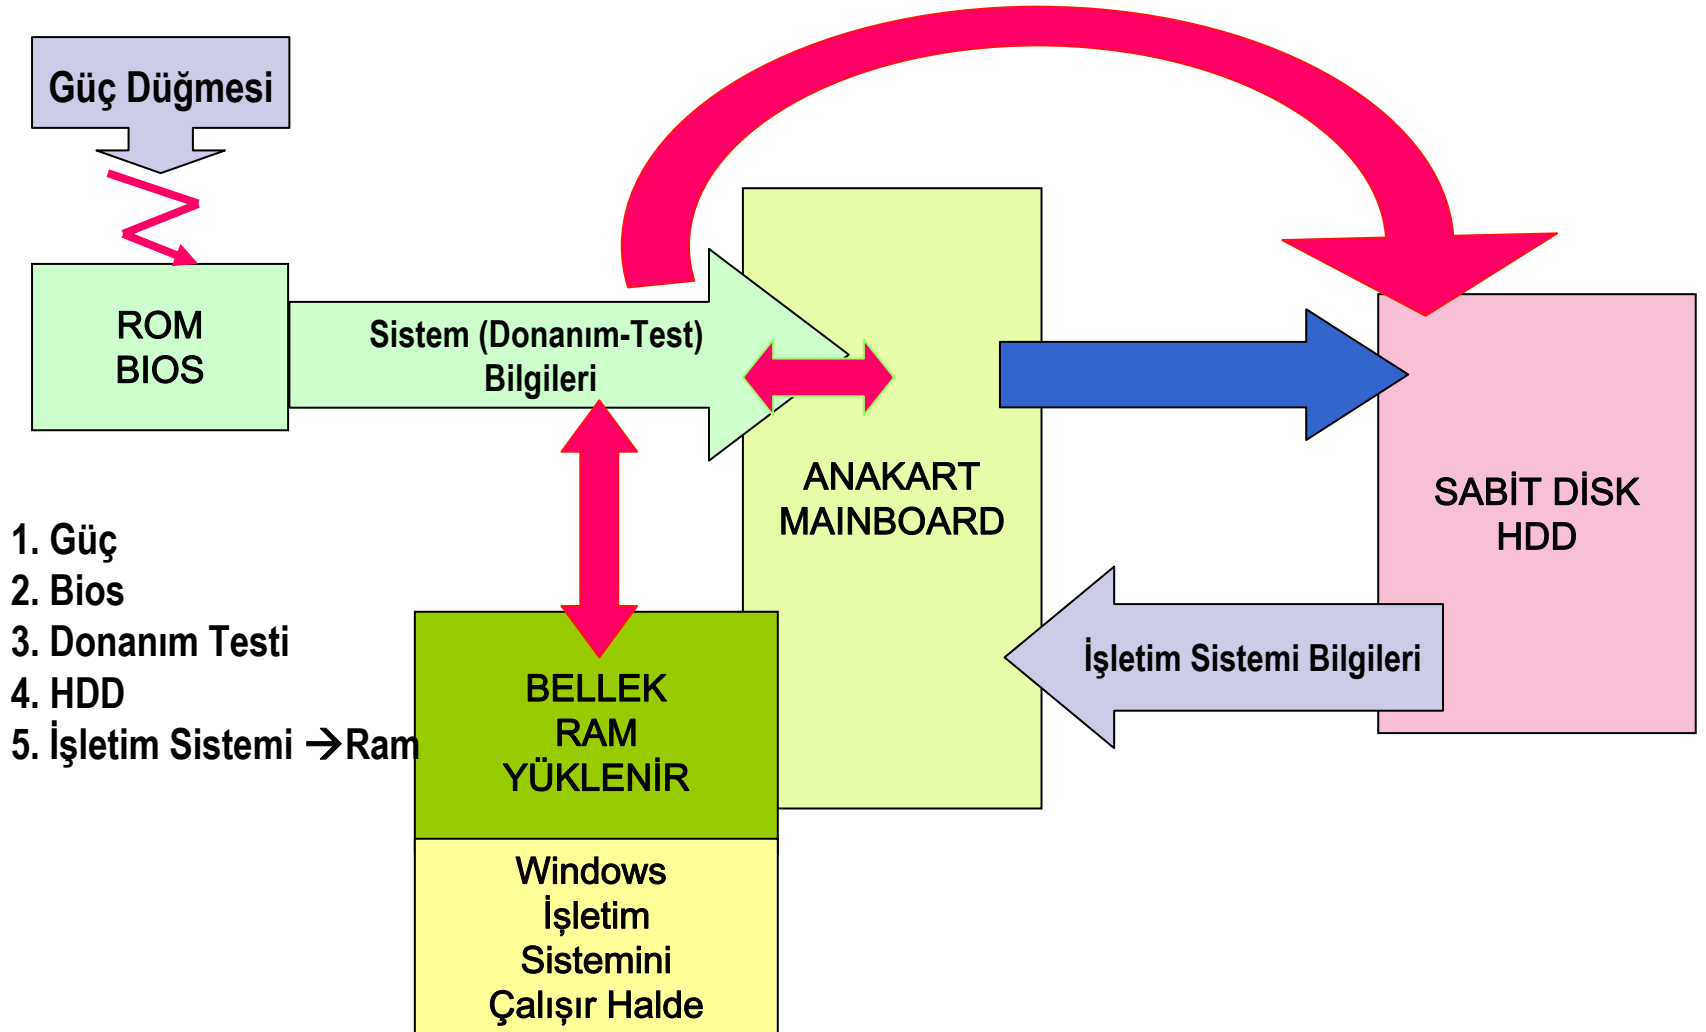 Güç Düğmesi
ROM
BIOS
Sistem (Donanım-Test)
Bilgileri
ANAKART
MAINBOARD
SABİT DİSK
HDD
İşletim Sistemi Bilgileri
1. Güç
2. Bios
3. Donanım Testi
4. HDD
5. İşletim Sistemi →Ram
BELLEK
RAM
YÜKLENİR
Windows
İşletim
Sistemini
Çalışır Halde